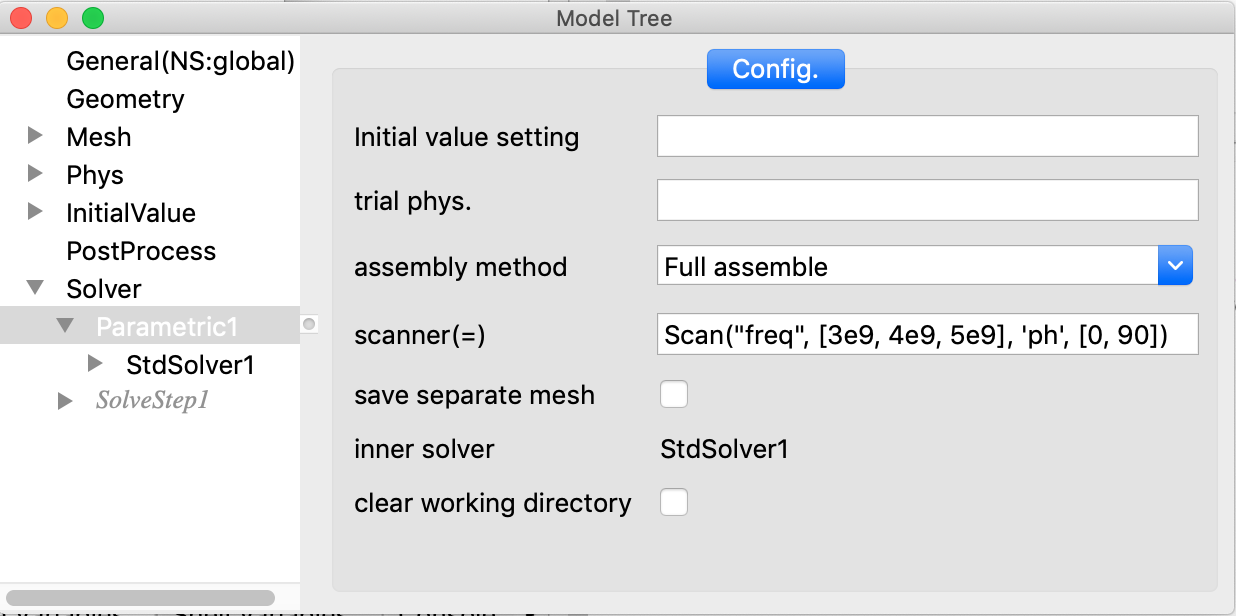 Model Tree
General(NS:global)
Geometry
Mesh
Phys
InitialValue
PostProcess
Solver
Parametric1
StdSolver1
SolveStep1
Config.
Initial value setting
trial phys.
assembly method Full assemble
scanner(=) Scan("freq", [3e9, 4e9, 5e9], 'ph', [0, 90])
save separate mesh
inner solver StdSolver1
clear working directory